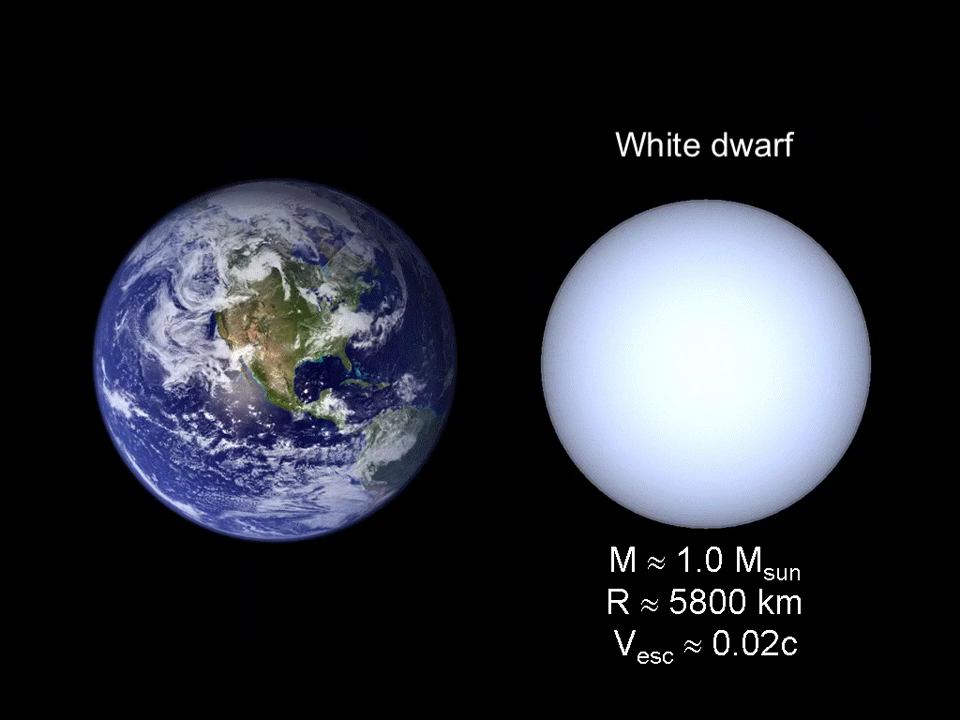 White dwarf
M ≈ 1.0 Msun
R ≈ 5800 km
Vesc ≈ 0.02c